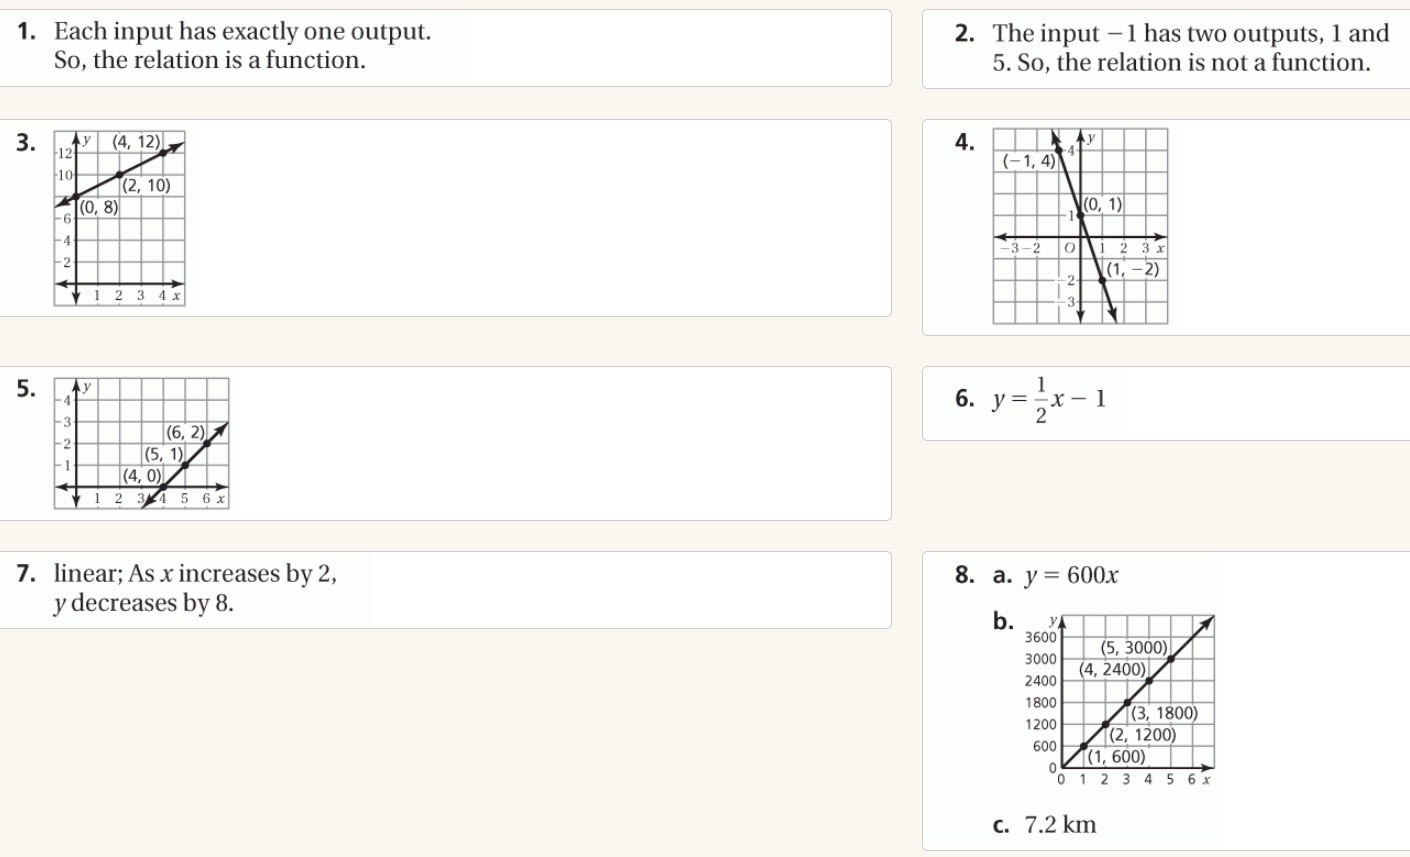 1. Each input has exactly one output.
So, the relation is a function.
2. The input −1 has two outputs, 1 and
5. So, the relation is not a function.
3.
y (4, 12)
12
10
(2, 10)
(0, 8)
6
4
2
1 2 3 4 x
4.
y
4
(−1, 4)
(0, 1)
1
−3 −2 O 1 2 3 x
(1, −2)
−2
−3
5.
y
4
3
(6, 2)
2
(5, 1)
1
(4, 0)
1 2 3 4 5 6 x
6. y = 1/2 x − 1
7. linear; As x increases by 2,
y decreases by 8.
8. a. y = 600x
b.
y
3600
(5, 3000)
3000
(4, 2400)
2400
1800
(3, 1800)
1200
(2, 1200)
600
(1, 600)
0
0 1 2 3 4 5 6 x
c. 7.2 km